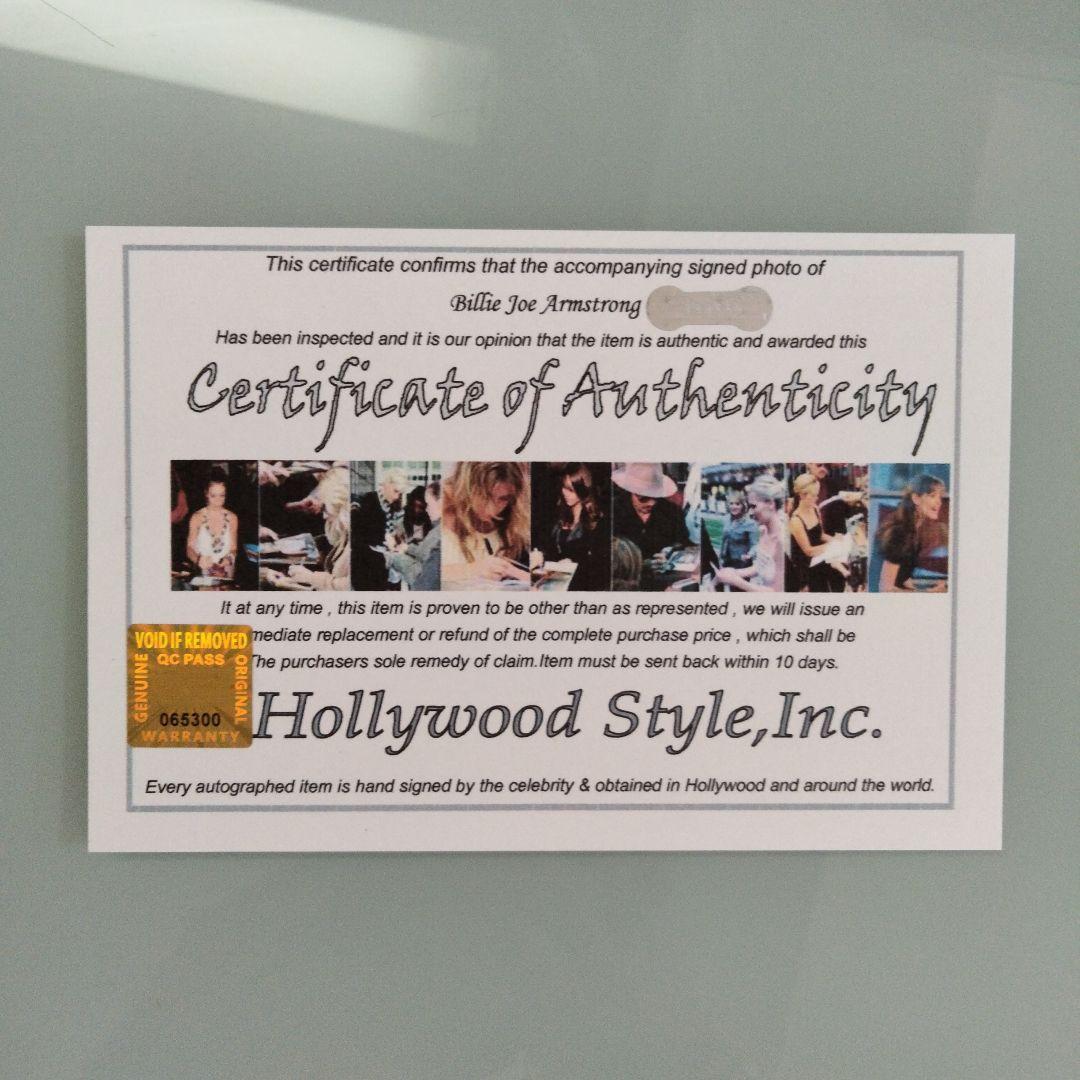 This certificate confirms that the accompanying signed photo of
Billie Joe Armstrong
Has been inspected and it is our opinion that the item is authentic and awarded this
Certificate of Authenticity
It at any time , this item is proven to be other than as represented , we will issue an
mediate replacement or refund of the complete purchase price , which shall be
The purchasers sole remedy of claim.Item must be sent back within 10 days.
VOID IF REMOVED
QC PASS
GENUINE
ORIGINAL
065300
WARRANTY
Hollywood Style,Inc.
Every autographed item is hand signed by the celebrity & obtained in Hollywood and around the world.